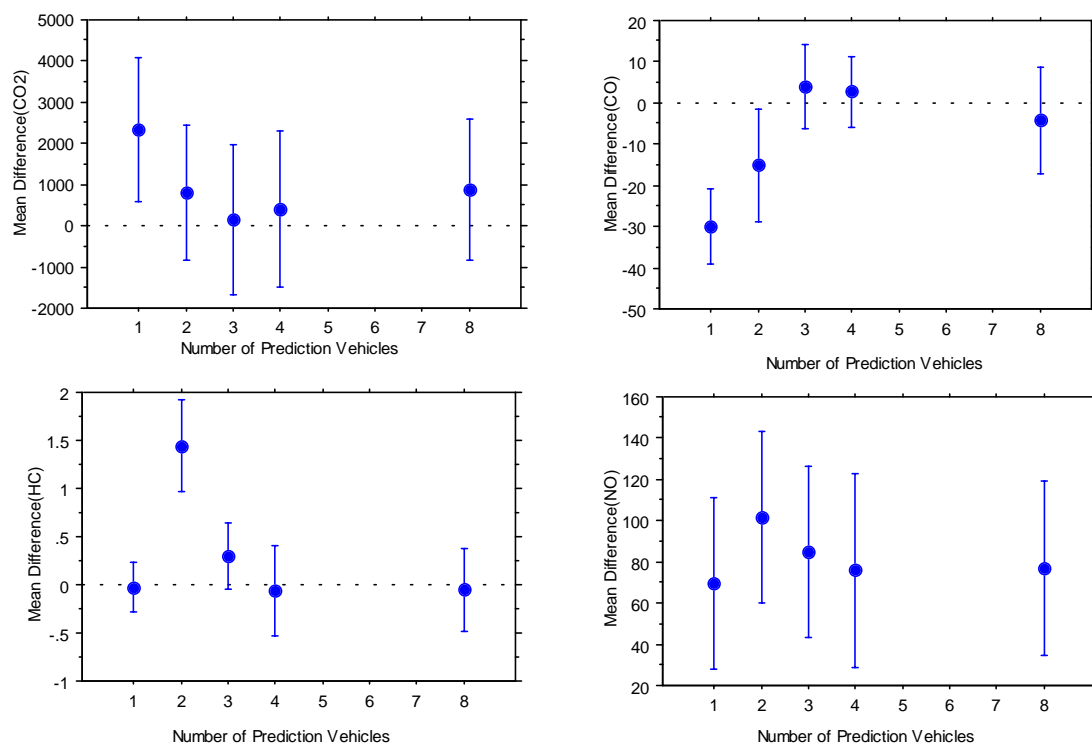 5000
4000
3000
2000
1000
0
-1000
-2000
Mean Difference(CO2)
1 2 3 4 5 6 7 8
Number of Prediction Vehicles
20
10
0
-10
-20
-30
-40
-50
Mean Difference(CO)
1 2 3 4 5 6 7 8
Number of Prediction Vehicles
2
1.5
1
.5
0
-.5
-1
Mean Difference(HC)
1 2 3 4 5 6 7 8
Number of Prediction Vehicles
160
140
120
100
80
60
40
20
Mean Difference(NO)
1 2 3 4 5 6 7 8
Number of Prediction Vehicles